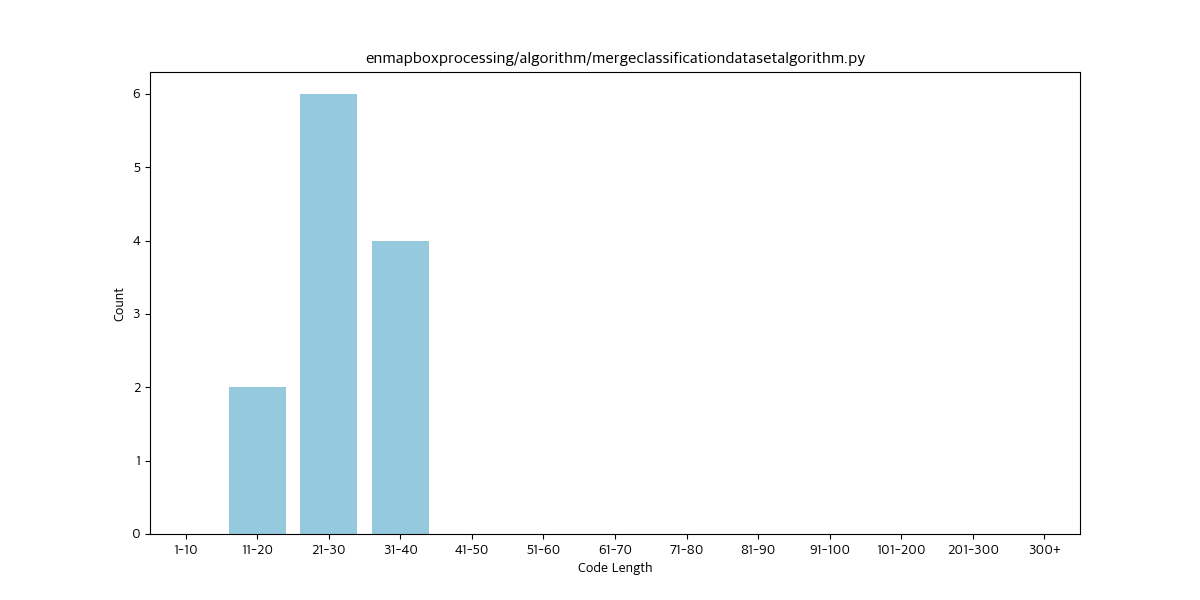 enmapboxprocessing/algorithm/mergeclassificationdatasetalgorithm.py
6
5
4
3
2
1
0
Count
1-10 11-20 21-30 31-40 41-50 51-60 61-70 71-80 81-90 91-100 101-200 201-300 300+
Code Length